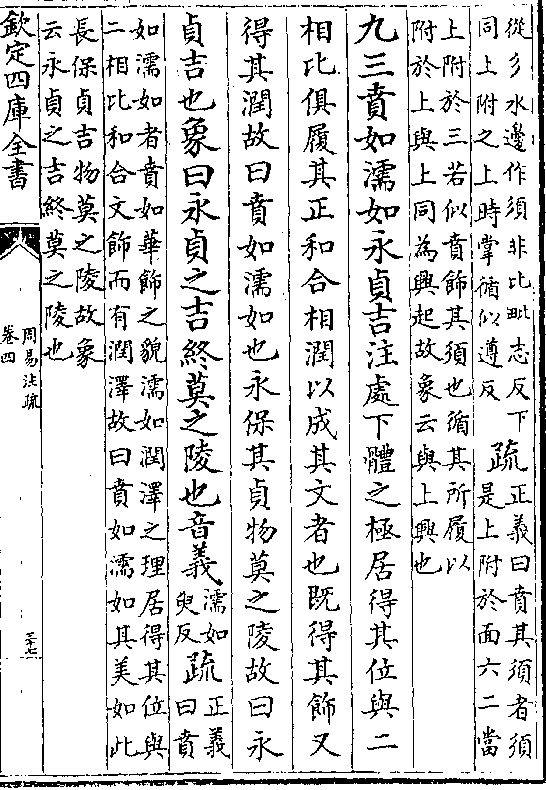 從彡水邊作須非比毗志反下
同上附之上時掌循似遵反
疏
正義曰賁其須者須
是上附於面六二當
上附於三若似賁飾其須也循其所履以
附於上與上同為興起故象云與上興也
九三賁如濡如永貞吉注處下體之極居得其位與二
相比俱履其正和合相潤以成其文者也既得其飾又
得其潤故曰賁如濡如也永保其貞物莫之陵故曰永
貞吉也象曰永貞之吉終莫之陵也音義
濡如
臾反
疏
正義
曰賁
如濡如者賁如華飾之貌濡如潤澤之理居得其位與
二相比和合文飾而有潤澤故曰賁如濡如其美如此
長保貞吉物莫之陵故象
云永貞之吉終莫之陵也
欽定四庫全書
周易注疏
卷四